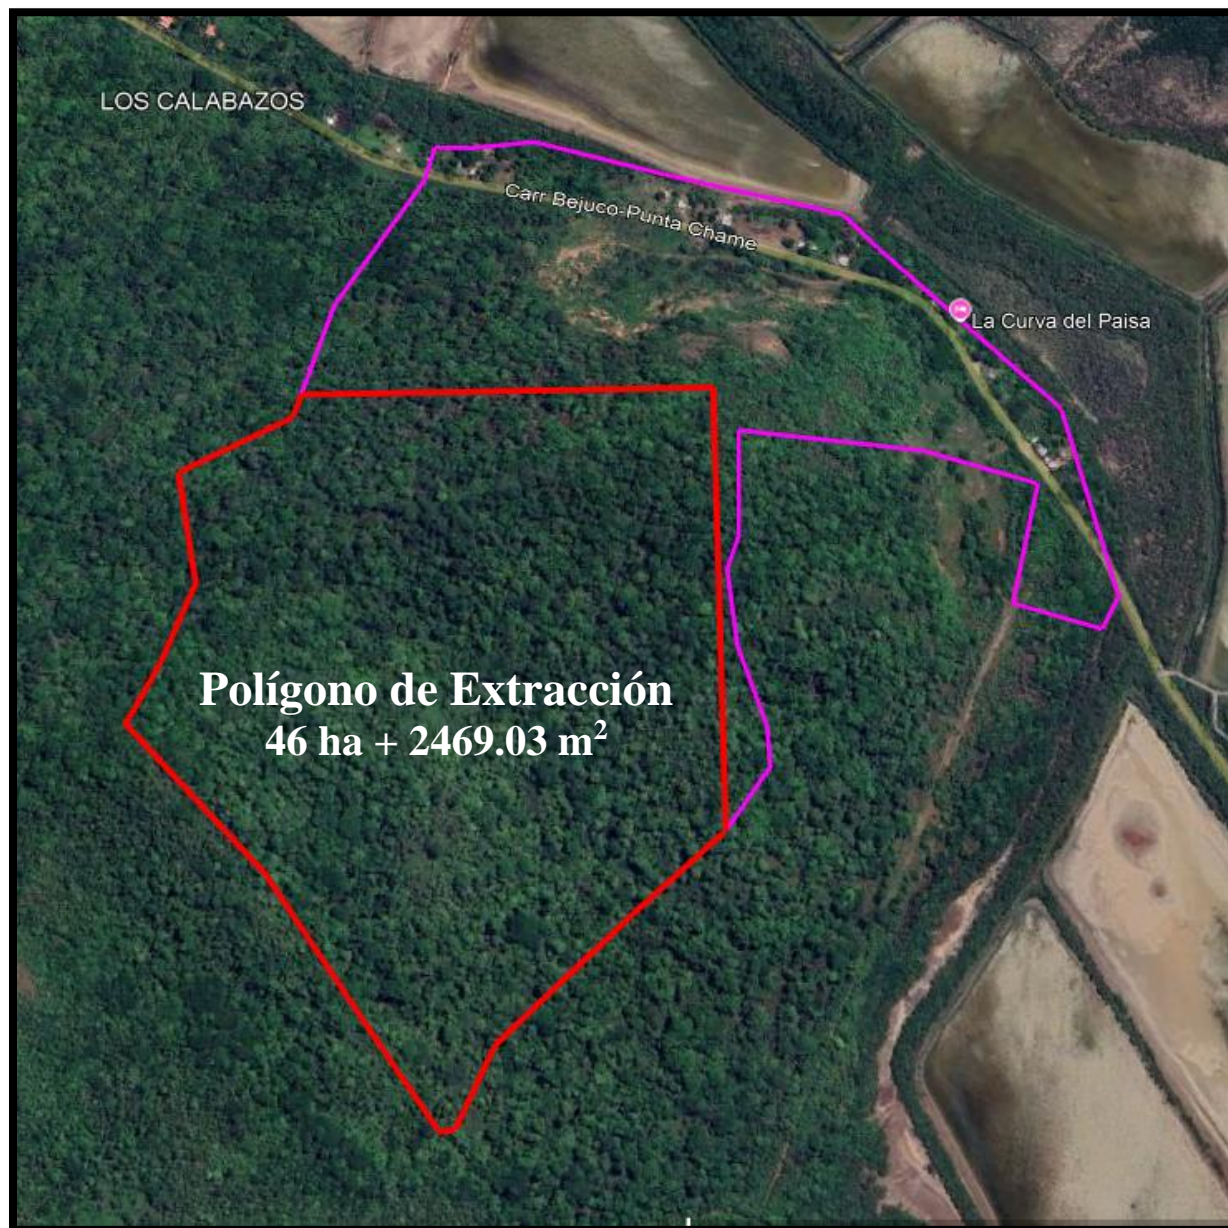 LOS CALABAZOS
Carr Bejuco-Punta Chame
La Curva del Paisa
Polígono de Extracción
46 ha + 2469.03 m²